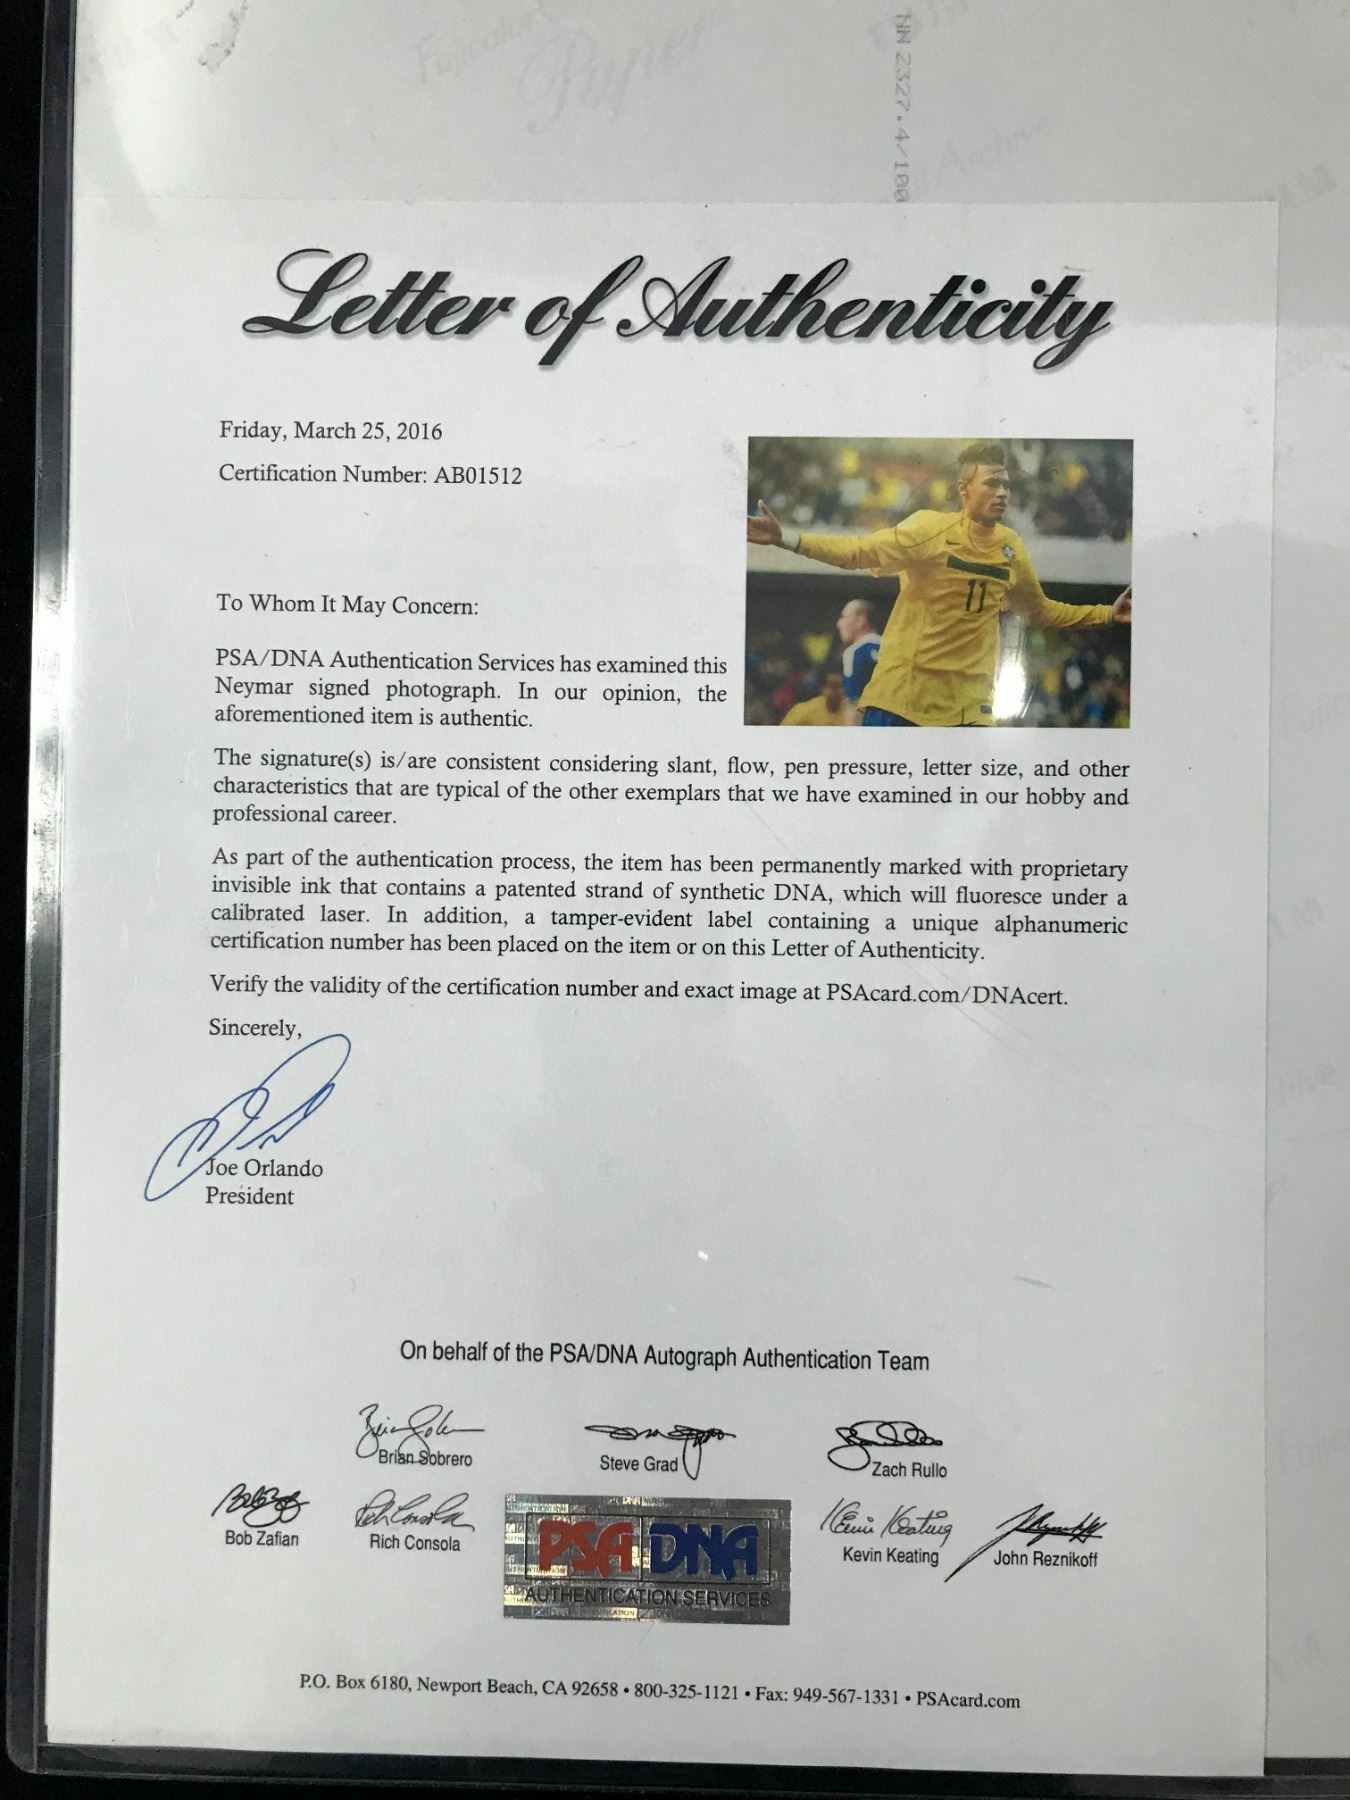 Fujicolor
Paper
NN 2327.4/100
Archive
Letter of Authenticity
Friday, March 25, 2016
Certification Number: AB01512
11
To Whom It May Concern:
PSA/DNA Authentication Services has examined this
Neymar signed photograph. In our opinion, the
aforementioned item is authentic.
The signature(s) is/are consistent considering slant, flow, pen pressure, letter size, and other
characteristics that are typical of the other exemplars that we have examined in our hobby and
professional career.
As part of the authentication process, the item has been permanently marked with proprietary
invisible ink that contains a patented strand of synthetic DNA, which will fluoresce under a
calibrated laser. In addition, a tamper-evident label containing a unique alphanumeric
certification number has been placed on the item or on this Letter of Authenticity.
Verify the validity of the certification number and exact image at PSAcard.com/DNAcert.
Sincerely,
Joe Orlando
President
On behalf of the PSA/DNA Autograph Authentication Team
Brian Sobrero
Steve Grad
Zach Rullo
Bob Zafian
Rich Consola
PSA DNA
AUTHENTICATION SERVICES
Kevin Keating
John Reznikoff
P.O. Box 6180, Newport Beach, CA 92658 • 800-325-1121 • Fax: 949-567-1331 • PSAcard.com